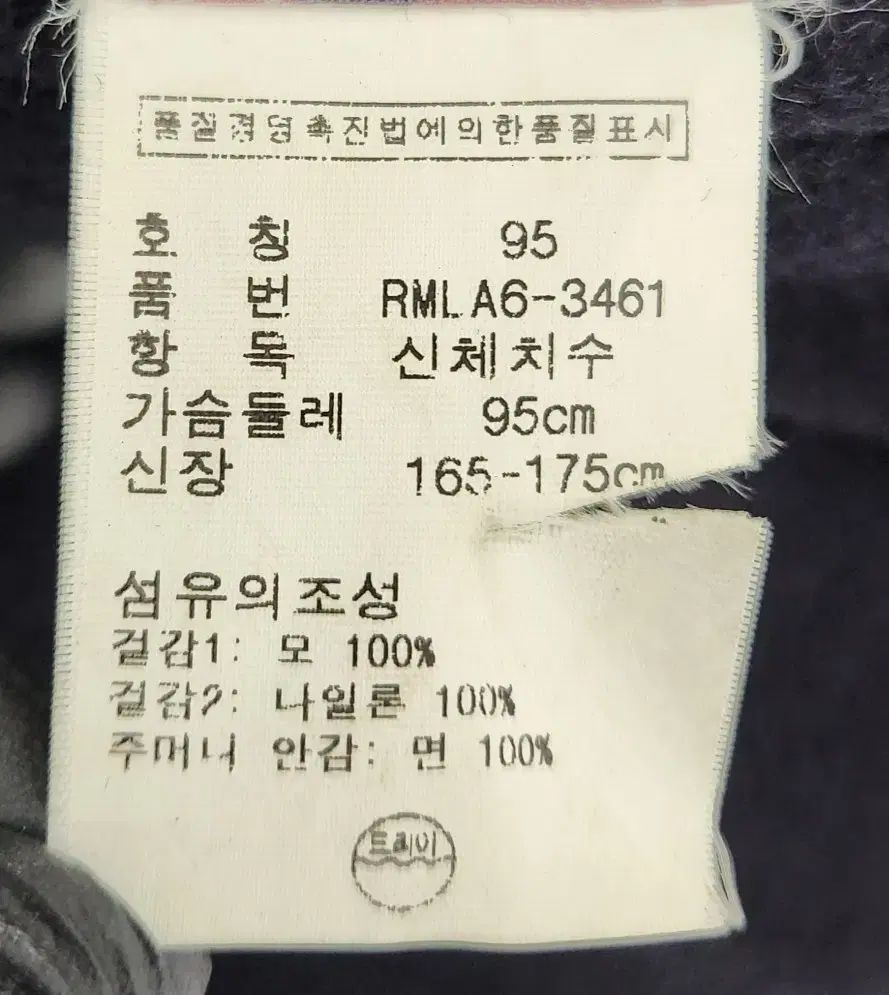 품질경영촉진법에의한품질표시
호 칭 95
품 번 RMLA6-3461
항 목 신체치수
가슴둘레 95cm
신장 165-175cm
섬유의조성
겉감1: 모 100%
겉감2: 나일론 100%
주머니 안감: 면 100%
드라이